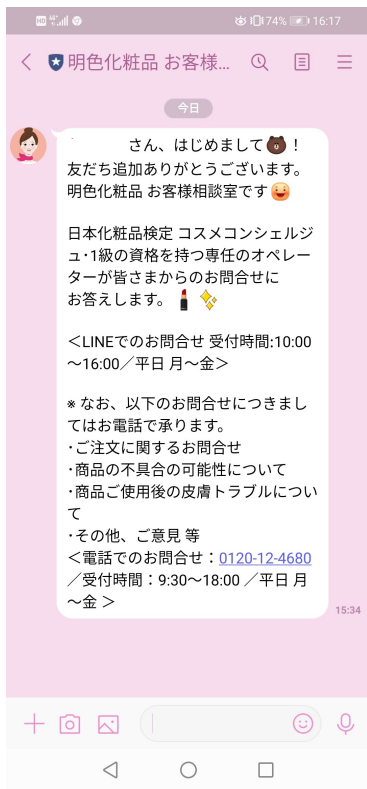 HD 74% 16:17
明色化粧品 お客様...
今日
さん、はじめまして！
友だち追加ありがとうございます。
明色化粧品 お客様相談室です
日本化粧品検定 コスメコンシェルジ
ュ･1級の資格を持つ専任のオペレー
ターが皆さまからのお問合せに
お答えします。
＜LINEでのお問合せ 受付時間:10:00
～16:00／平日 月～金＞
※ なお、以下のお問合せにつきまし
てはお電話で承ります。
･ご注文に関するお問合せ
･商品の不具合の可能性について
･商品ご使用後の皮膚トラブルについ
て
･その他、ご意見 等
＜電話でのお問合せ：0120-12-4680
／受付時間：9:30～18:00 ／平日 月
～金 ＞
15:34